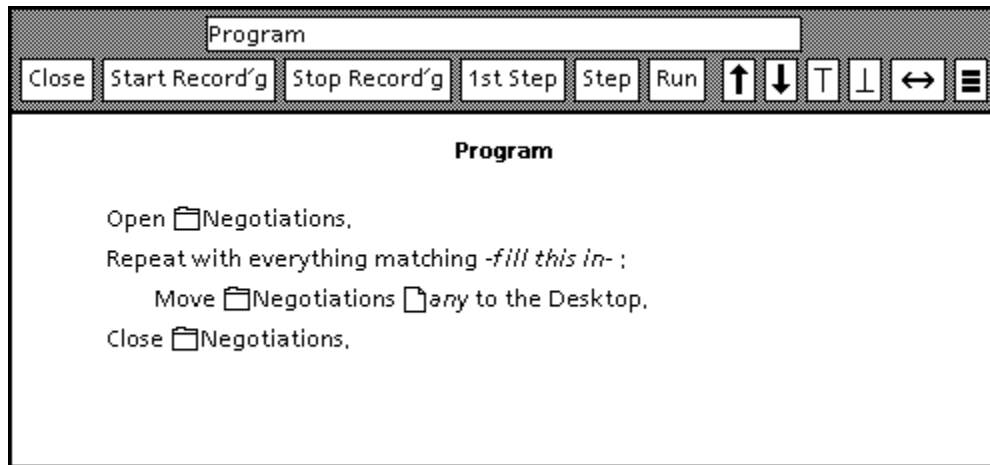 Program
Close Start Record´g Stop Record´g 1st Step Step Run
Program
Open Negotiations,
Repeat with everything matching -fill this in- ;
Move Negotiations any to the Desktop,
Close Negotiations,